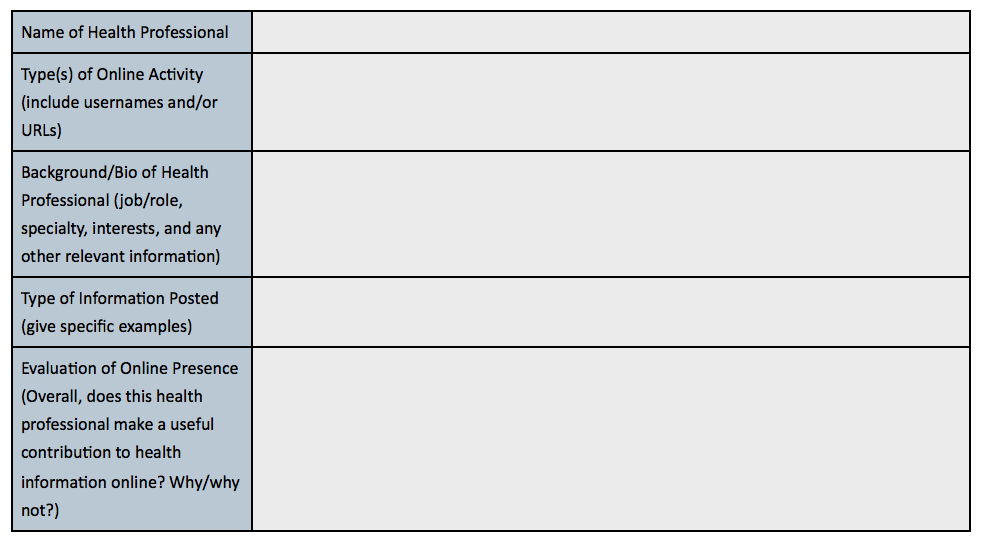 Name of Health Professional
Type(s) of Online Activity
(include usernames and/or
URLs)
Background/Bio of Health
Professional (job/role,
specialty, interests, and any
other relevant information)
Type of Information Posted
(give specific examples)
Evaluation of Online Presence
(Overall, does this health
professional make a useful
contribution to health
information online? Why/why
not?)